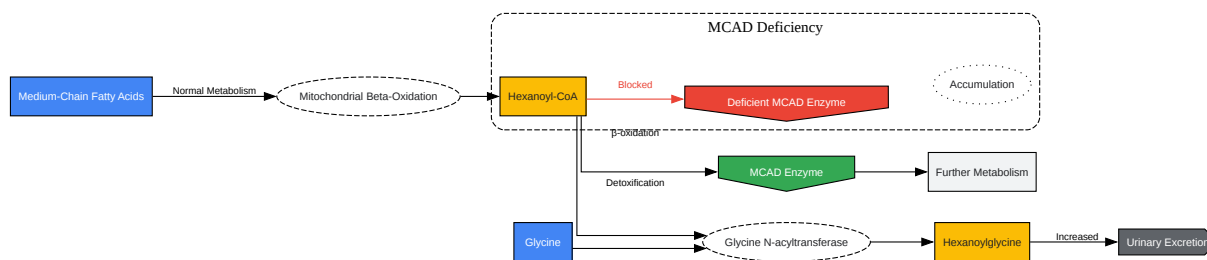 MCAD Deficiency
Medium-Chain Fatty Acids
Normal Metabolism
Mitochondrial Beta-Oxidation
Hexanoyl-CoA
Blocked
Deficient MCAD Enzyme
Accumulation
β-oxidation
MCAD Enzyme
Further Metabolism
Detoxification
Glycine
Glycine N-acyltransferase
Hexanoylglycine
Increased
Urinary Excretion